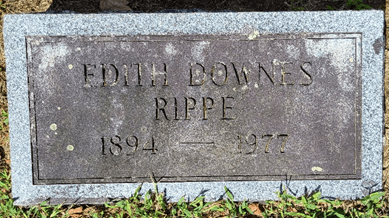 EDITH DOWNES
RIPPE
1894 — 1977